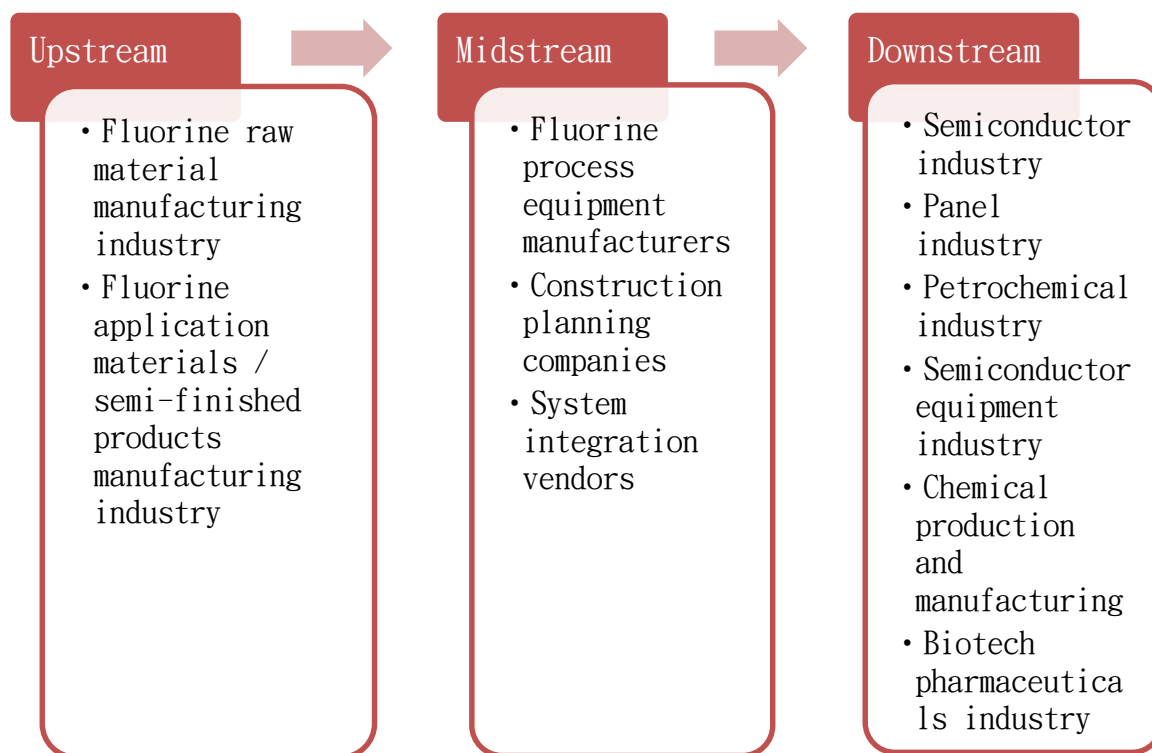 Upstream
・Fluorine raw
material
manufacturing
industry
・Fluorine
application
materials /
semi-finished
products
manufacturing
industry
Midstream
・Fluorine
process
equipment
manufacturers
・Construction
planning
companies
・System
integration
vendors
Downstream
・Semiconductor
industry
・Panel
industry
・Petrochemical
industry
・Semiconductor
equipment
industry
・Chemical
production
and
manufacturing
・Biotech
pharmaceutica
ls industry